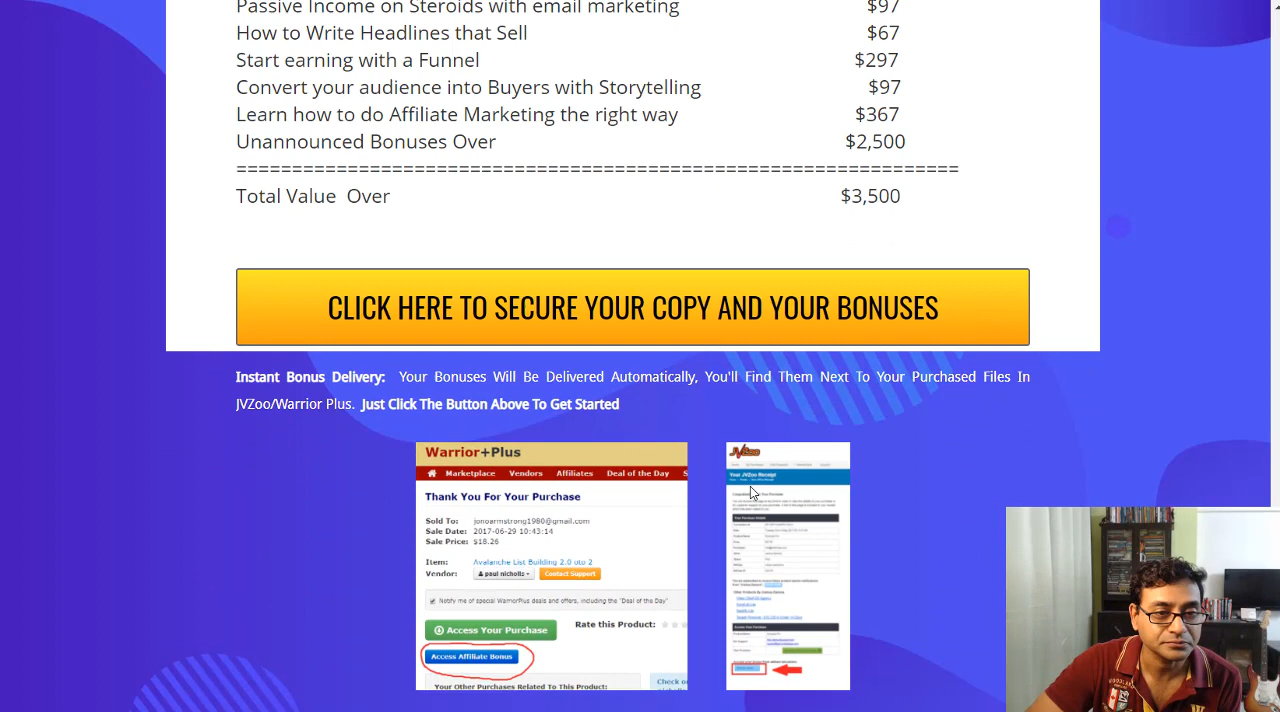 Passive Income on Steroids with email marketing $97
How to Write Headlines that Sell $67
Start earning with a Funnel $297
Convert your audience into Buyers with Storytelling $97
Learn how to do Affiliate Marketing the right way $367
Unannounced Bonuses Over $2,500
=================================================================
Total Value Over $3,500
CLICK HERE TO SECURE YOUR COPY AND YOUR BONUSES
Instant Bonus Delivery: Your Bonuses Will Be Delivered Automatically, You'll Find Them Next To Your Purchased Files In
JVZoo/Warrior Plus. Just Click The Button Above To Get Started
Warrior+Plus
Marketplace Vendors Affiliates Deal of the Day S
Thank You For Your Purchase
Sold To: jonoarmstrong1980@gmail.com
Sale Date: 2017-06-29 10:43:14
Sale Price: $18.26
Item: Avalanche List Building 2.0 oto 2
Vendor: paul nicholls Contact Support
Notify me of special WarriorPlus deals and offers, including the "Deal of the Day"
Access Your Purchase Rate this Product:
Access Affiliate Bonus
Your Other Purchases Related To This Product:
Check ou
JVZoo
Your JVZoo Receipt